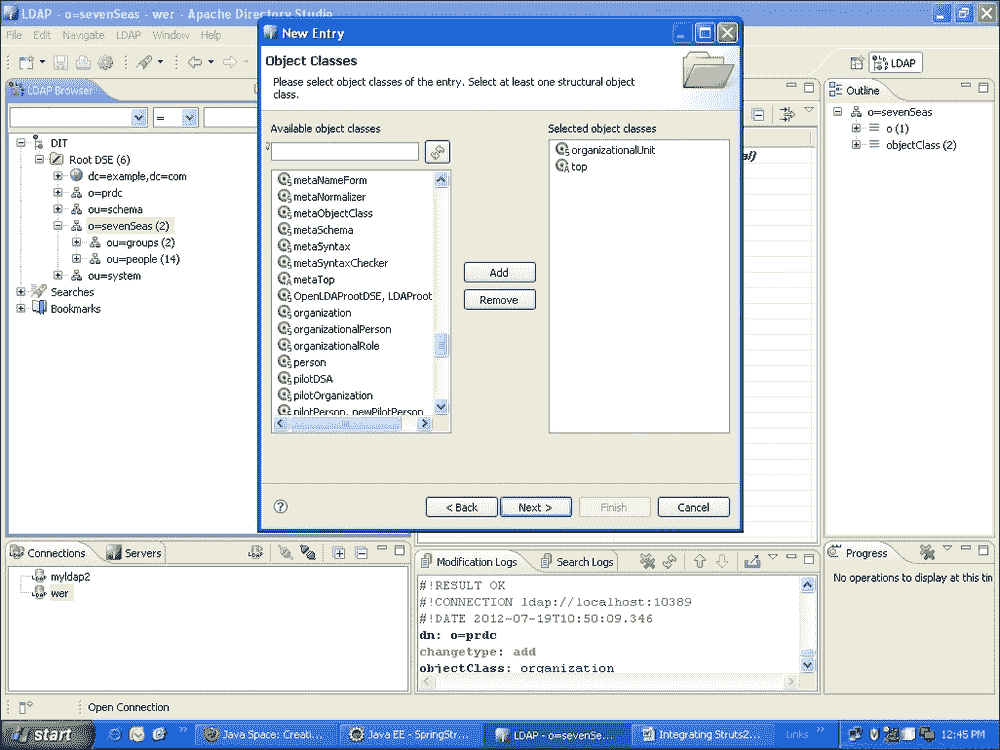 LDAP - o=sevenSeas - wer - Apache Directory Studio
File Edit Navigate LDAP Window Help
LDAP
LDAP Browser
=
DIT
Root DSE (6)
dc=example,dc=com
o=prdc
ou=schema
o=sevenSeas (2)
ou=groups (2)
ou=people (14)
ou=system
Searches
Bookmarks
New Entry
Object Classes
Please select object classes of the entry. Select at least one structural object
class.
Available object classes
metaNameForm
metaNormalizer
metaObjectClass
metaSchema
metaSyntax
metaSyntaxChecker
metaTop
OpenLDAProotDSE, LDAProot
organization
organizationalPerson
organizationalRole
person
pilotDSA
pilotOrganization
pilotPerson, newPilotPerson
Add
Remove
Selected object classes
organizationalUnit
top
?
< Back
Next >
Finish
Cancel
Outline
o=sevenSeas
o (1)
objectClass (2)
Connections
Servers
myldap2
wer
Modification Logs
Search Logs
#!RESULT OK
#!CONNECTION ldap://localhost:10389
#!DATE 2012-07-19T10:50:09.346
dn: o=prdc
changetype: add
objectClass: organization
Progress
No operations to display at this tin
Open Connection
start
Java Space: Creati...
Java EE - SpringStr...
LDAP - o=sevenSe...
Integrating Struts2...
Links
12:45 PM